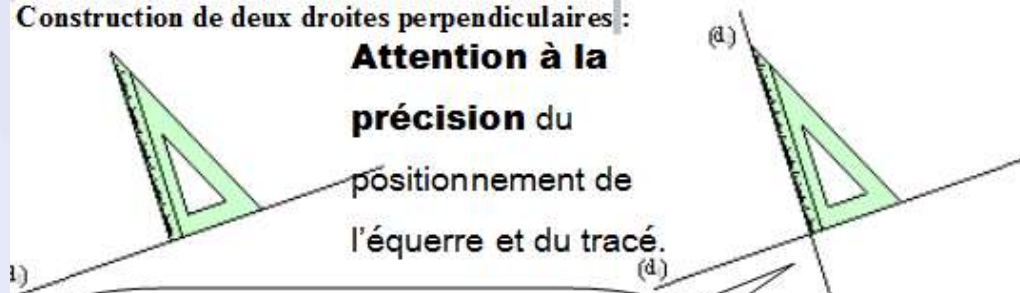 Construction de deux droites perpendiculaires :
Attention à la
précision du
positionnement de
l'équerre et du tracé.
(d.)
(d.)